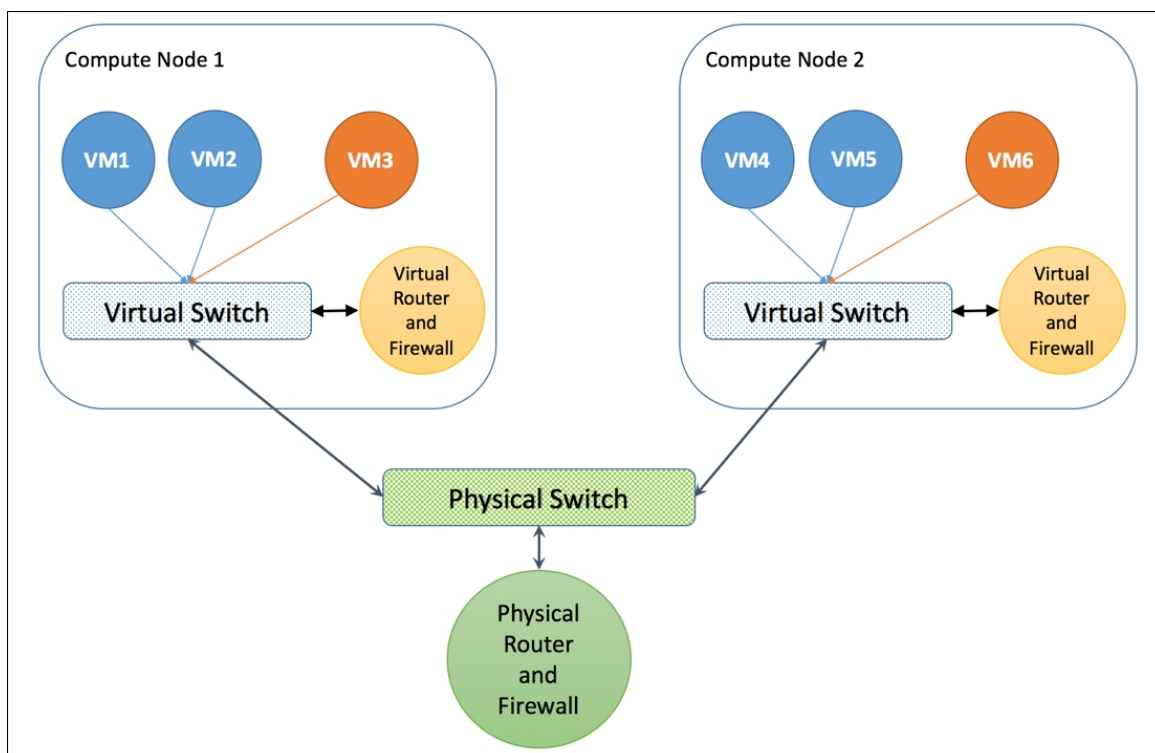 Compute Node 1
Compute Node 2
VM1
VM2
VM3
VM4
VM5
VM6
Virtual Switch
Virtual
Router
and
Firewall
Virtual Switch
Virtual
Router
and
Firewall
Physical Switch
Physical
Router
and
Firewall